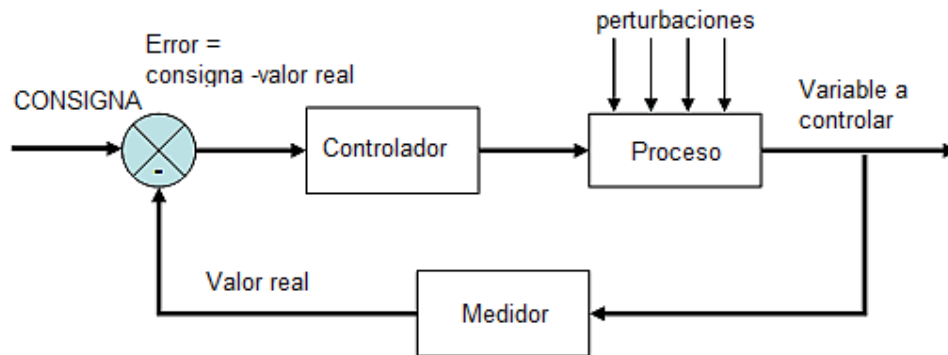 perturbaciones
Error =
consigna -valor real
CONSIGNA
Variable a
controlar
Controlador
Proceso
-
Valor real
Medidor